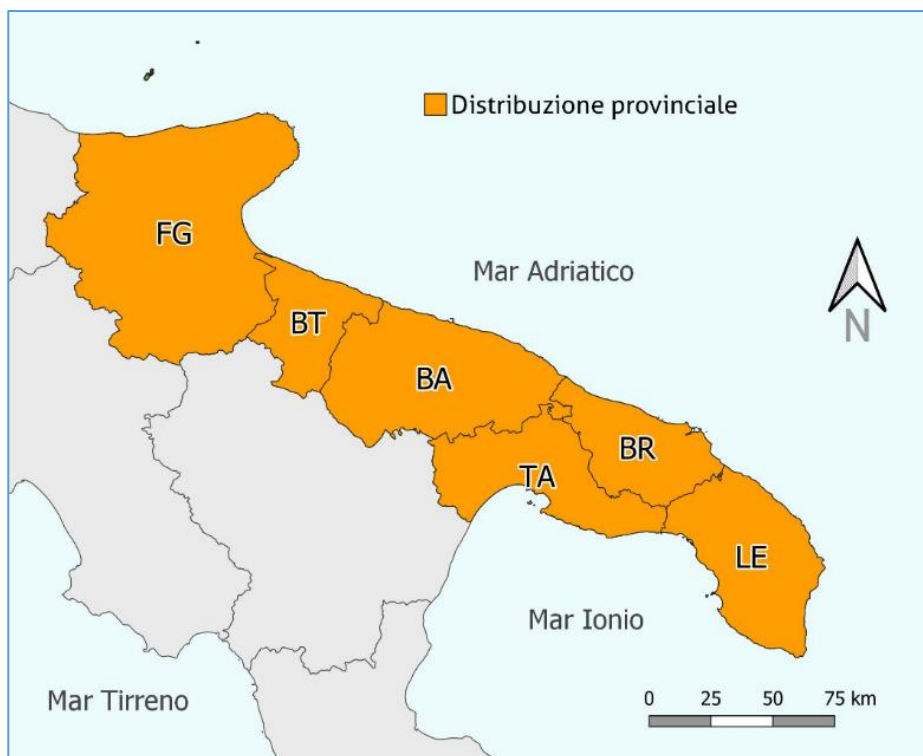 Distribuzione provinciale
FG
Mar Adriatico
N
BT
BA
BR
TA
LE
Mar Ionio
Mar Tirreno
0 25 50 75 km